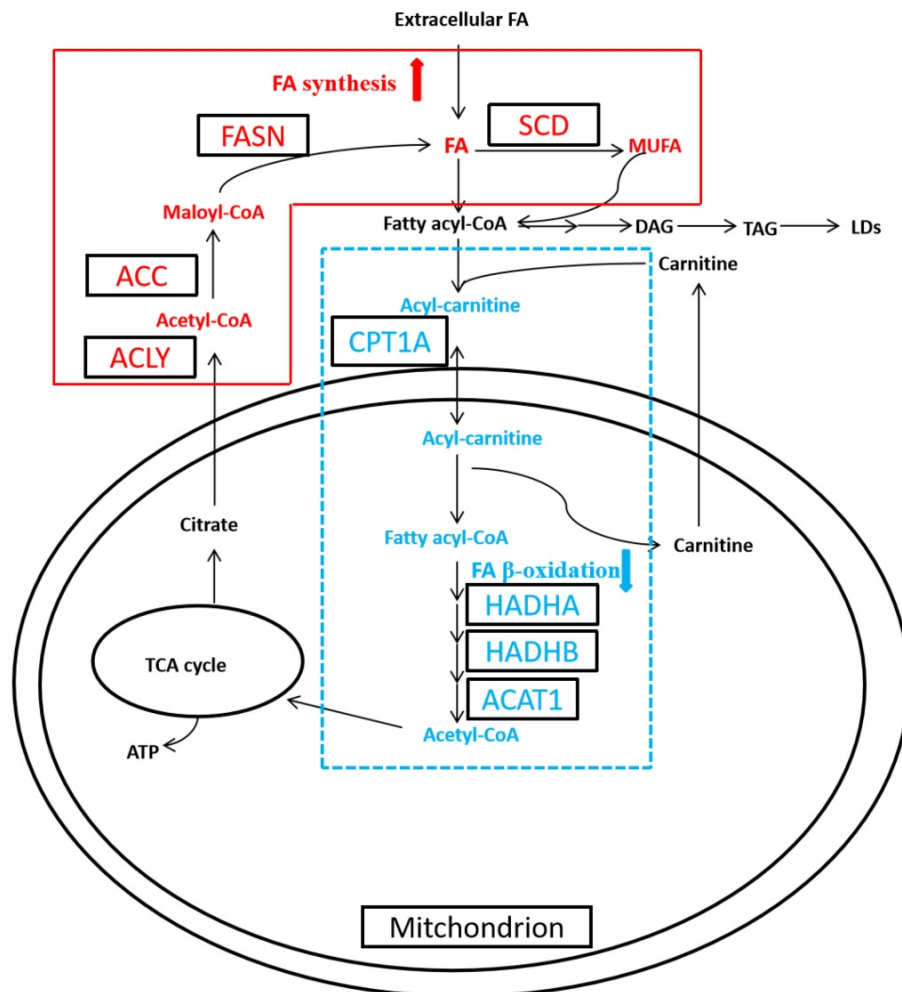 Extracellular FA
FA synthesis
FASN
SCD
FA
MUFA
Maloyl-CoA
Fatty acyl-CoA
DAG
TAG
LDs
ACC
Carnitine
Acyl-carnitine
Acetyl-CoA
CPT1A
ACLY
Acyl-carnitine
Citrate
Fatty acyl-CoA
Carnitine
FA β-oxidation
HADHA
HADHB
TCA cycle
ACAT1
Acetyl-CoA
ATP
Mitchondrion